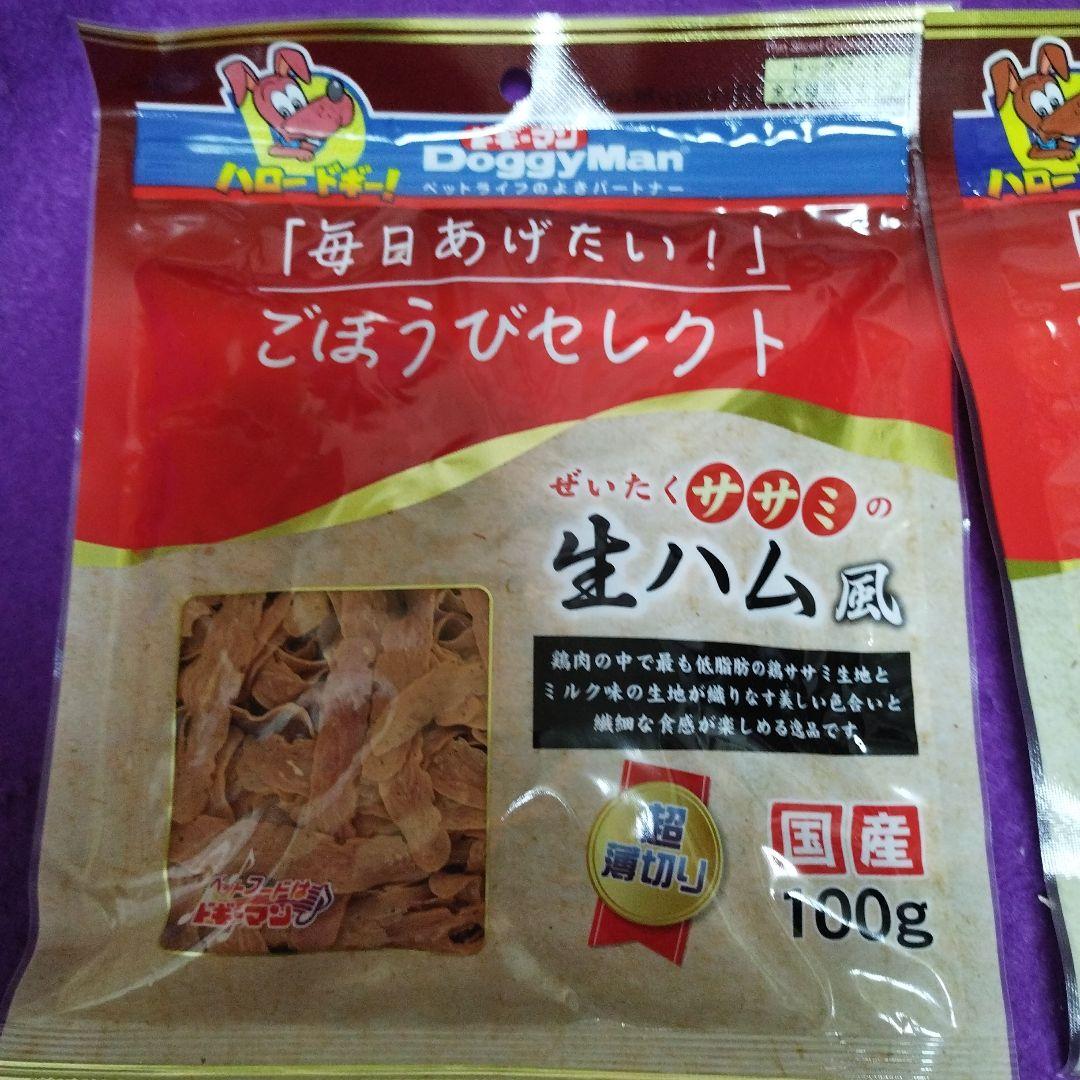 ドギーマン
DoggyMan
ペットライフのよきパートナー
ハロードギー!
「毎日あげたい!」
ごほうびセレクト
ぜいたくササミの
生ハム風
鶏肉の中で最も低脂肪の鶏ササミ生地と
ミルク味の生地が織りなす美しい色合いと
繊細な食感が楽しめる逸品です
超
薄切り
国産
100g
ペットフードは
ドギーマン
ハロー